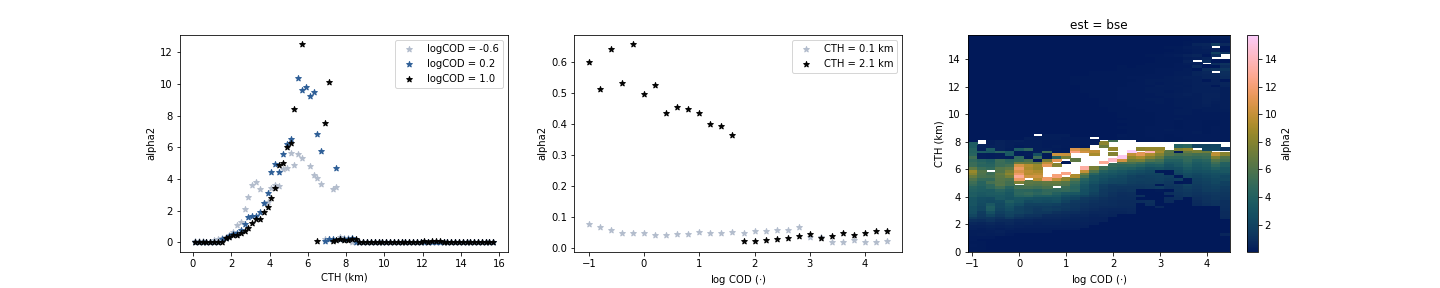 12
10
8
6
4
2
0
alpha2
0 2 4 6 8 10 12 14 16
CTH (km)
logCOD = -0.6
logCOD = 0.2
logCOD = 1.0
0.6
0.5
0.4
0.3
0.2
0.1
0.0
alpha2
−1 0 1 2 3 4
log COD (·)
CTH = 0.1 km
CTH = 2.1 km
est = bse
14
12
10
8
6
4
2
0
CTH (km)
−1 0 1 2 3 4
log COD (·)
14
12
10
8
6
4
2
alpha2